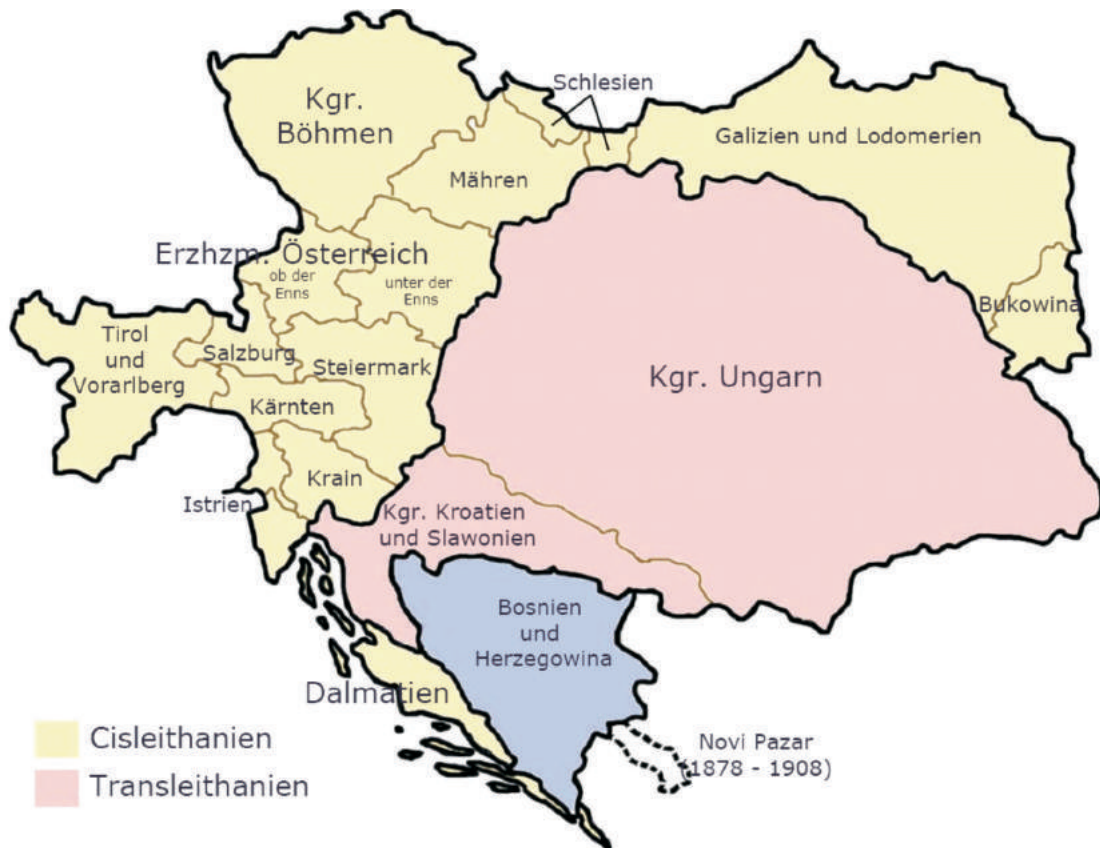 Kgr.
Böhmen
Schlesien
Galizien und Lodomerien
Mähren
Erzhzm. Österreich
ob der
Enns
unter der
Enns
Bukowina
Tirol
und
Vorarlberg
Salzburg
Steiermark
Kgr. Ungarn
Kärnten
Krain
Istrien
Kgr. Kroatien
und Slawonien
Bosnien
und
Herzegowina
Dalmatien
Novi Pazar
(1878 - 1908)
Cisleithanien
Transleithanien